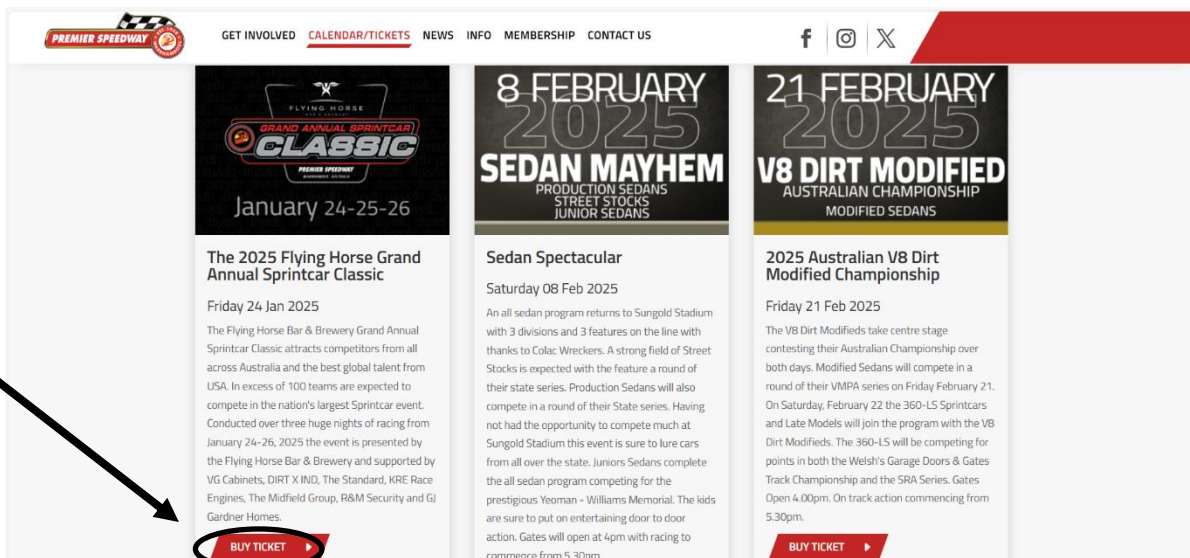 PREMIER SPEEDWAY
GET INVOLVED CALENDAR/TICKETS NEWS INFO MEMBERSHIP CONTACT US
FLYING HORSE
GRAND ANNUAL SPRINTCAR
CLASSIC
PREMIER SPEEDWAY
January 24-25-26
The 2025 Flying Horse Grand
Annual Sprintcar Classic
Friday 24 Jan 2025
The Flying Horse Bar & Brewery Grand Annual
Sprintcar Classic attracts competitors from all
across Australia and the best global talent from
USA. In excess of 100 teams are expected to
compete in the nation's largest Sprintcar event.
Conducted over three huge nights of racing from
January 24-26, 2025 the event is presented by
the Flying Horse Bar & Brewery and supported by
VG Cabinets, DIRT X IND, The Standard, KRE Race
Engines, The Midfield Group, R&M Security and GJ
Gardner Homes.
BUY TICKET
8 FEBRUARY
2025
SEDAN MAYHEM
PRODUCTION SEDANS
STREET STOCKS
JUNIOR SEDANS
Sedan Spectacular
Saturday 08 Feb 2025
An all sedan program returns to Sungold Stadium
with 3 divisions and 3 features on the line with
thanks to Colac Wreckers. A strong field of Street
Stocks is expected with the feature a round of
their state series. Production Sedans will also
compete in a round of their State series. Having
not had the opportunity to compete much at
Sungold Stadium this event is sure to lure cars
from all over the state. Juniors Sedans complete
the all sedan program competing for the
prestigious Yeoman - Williams Memorial. The kids
are sure to put on entertaining door to door
action. Gates will open at 4pm with racing to
commence from 5.30pm.
21 FEBRUARY
2025
V8 DIRT MODIFIED
AUSTRALIAN CHAMPIONSHIP
MODIFIED SEDANS
2025 Australian V8 Dirt
Modified Championship
Friday 21 Feb 2025
The V8 Dirt Modifieds take centre stage
contesting their Australian Championship over
both days. Modified Sedans will compete in a
round of their VMPA series on Friday February 21.
On Saturday, February 22 the 360-LS Sprintcars
and Late Models will join the program with the V8
Dirt Modifieds. The 360-LS will be competing for
points in both the Welsh's Garage Doors & Gates
Track Championship and the SRA Series. Gates
Open 4.00pm. On track action commencing from
5.30pm.
BUY TICKET